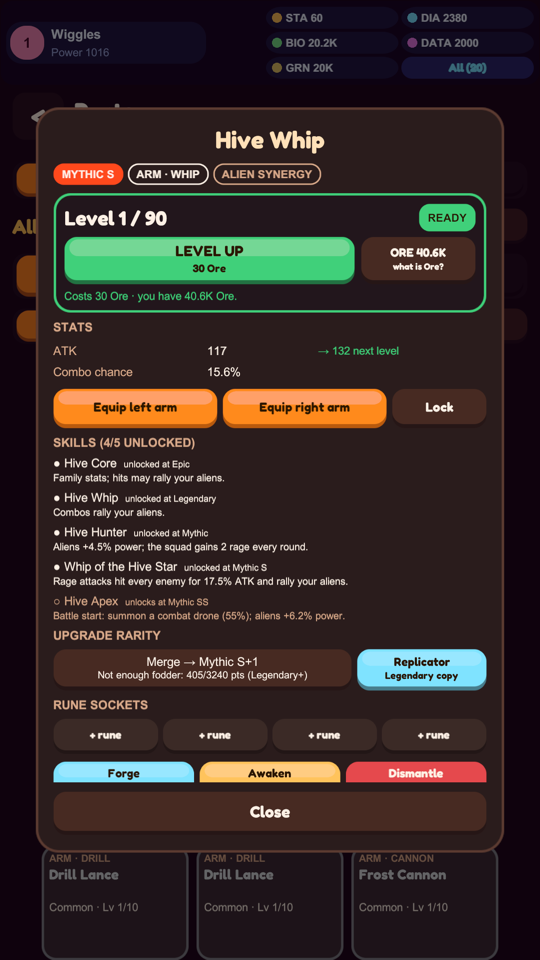 1
Wiggles
Power 1016
STA 60
DIA 2380
BIO 20.2K
DATA 2000
GRN 20K
All (20)
Hive Whip
MYTHIC S
ARM · WHIP
ALIEN SYNERGY
Level 1 / 90
READY
LEVEL UP
30 Ore
ORE 40.6K
what is Ore?
Costs 30 Ore · you have 40.6K Ore.
STATS
ATK
117
→ 132 next level
Combo chance
15.6%
Equip left arm
Equip right arm
Lock
SKILLS (4/5 UNLOCKED)
● Hive Core unlocked at Epic
Family stats; hits may rally your aliens.
● Hive Whip unlocked at Legendary
Combos rally your aliens.
● Hive Hunter unlocked at Mythic
Aliens +4.5% power; the squad gains 2 rage every round.
● Whip of the Hive Star unlocked at Mythic S
Rage attacks hit every enemy for 17.5% ATK and rally your aliens.
○ Hive Apex unlocks at Mythic SS
Battle start: summon a combat drone (55%); aliens +6.2% power.
UPGRADE RARITY
Merge → Mythic S+1
Not enough fodder: 405/3240 pts (Legendary+)
Replicator
Legendary copy
RUNE SOCKETS
+ rune
+ rune
+ rune
+ rune
Forge
Awaken
Dismantle
Close
ARM · DRILL
Drill Lance
Common · Lv 1/10
ARM · DRILL
Drill Lance
Common · Lv 1/10
ARM · CANNON
Frost Cannon
Common · Lv 1/10